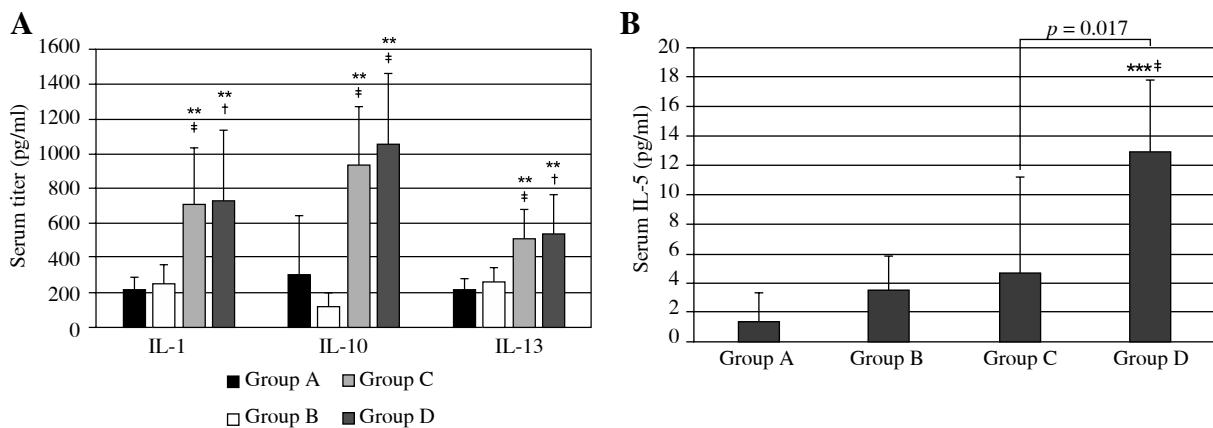 A
Serum titer (pg/ml)
1600
1400
1200
1000
800
600
400
200
0
**
‡
**
†
**
‡
**
‡
**
‡
**
†
IL-1
IL-10
IL-13
Group A
Group C
Group B
Group D
B
Serum IL-5 (pg/ml)
20
18
16
14
12
10
8
6
4
2
0
p = 0.017
***‡
Group A
Group B
Group C
Group D